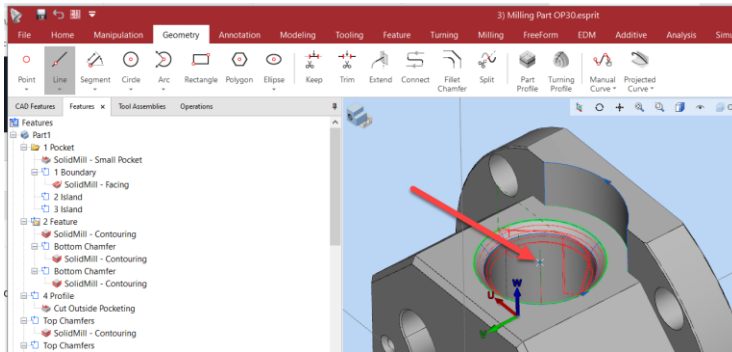 3) Milling Part OP30.esprit
File Home Manipulation Geometry Annotation Modeling Tooling Feature Turning Milling FreeForm EDM Additive Analysis
Point Line Segment Circle Arc Rectangle Polygon Ellipse Keep Trim Extend Connect Fillet Chamfer Split Part Profile Turning Profile Manual Curve Projected Curve
CAD Features Features x Tool Assemblies Operations
Features
Part1
1 Pocket
SolidMill - Small Pocket
1 Boundary
SolidMill - Facing
2 Island
3 Island
2 Feature
SolidMill - Contouring
Bottom Chamfer
SolidMill - Contouring
Bottom Chamfer
SolidMill - Contouring
4 Profile
Cut Outside Pocketing
Top Chamfers
SolidMill - Contouring
Top Chamfers
W
U
V